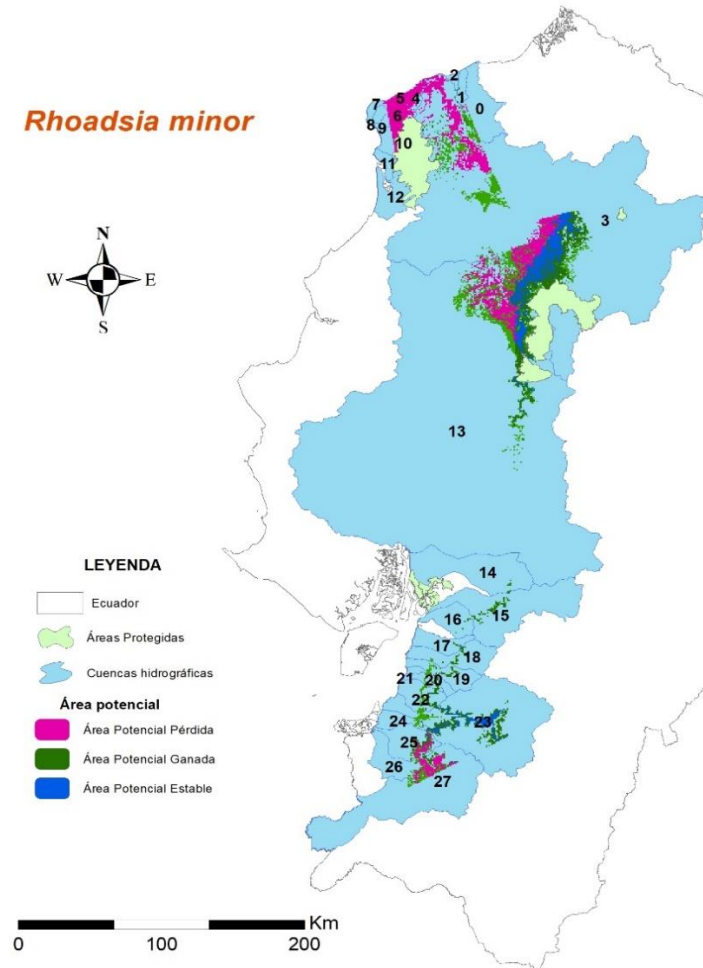 Rhoadsia minor
N
W
E
S
2
5
4
1
7
0
6
8
9
10
11
12
3
13
14
16
15
17
18
21
20
19
22
24
23
25
26
27
LEYENDA
Ecuador
Áreas Protegidas
Cuencas hidrográficas
Área potencial
Área Potencial Pérdida
Área Potencial Ganada
Área Potencial Estable
Km
0
100
200